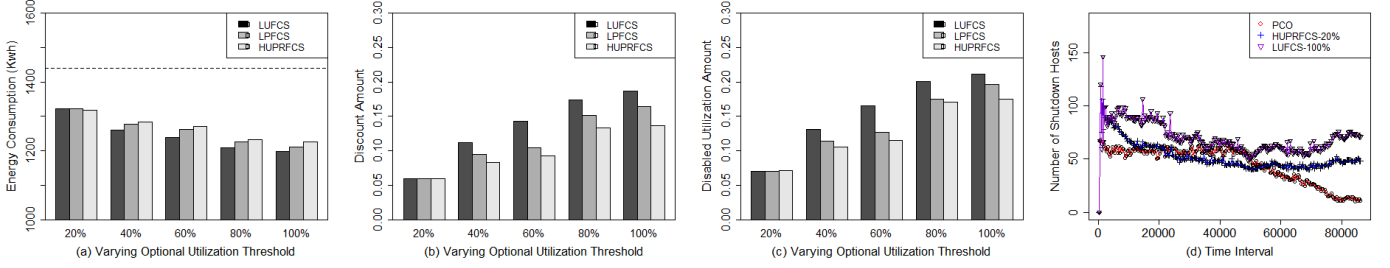 1600
1400
1200
1000
Energy Consumption (Kwh)
LUFCS
LPFCS
HUPRFCS
20% 40% 60% 80% 100%
(a) Varying Optional Utilization Threshold
0.30
0.25
0.20
0.15
0.10
0.05
0.00
Discount Amount
LUFCS
LPFCS
HUPRFCS
20% 40% 60% 80% 100%
(b) Varying Optional Utilization Threshold
0.30
0.25
0.20
0.15
0.10
0.05
0.00
Disabled Utilization Amount
LUFCS
LPFCS
HUPRFCS
20% 40% 60% 80% 100%
(c) Varying Optional Utilization Threshold
150
100
50
0
Number of Shutdown Hosts
PCO
HUPRFCS-20%
LUFCS-100%
0 20000 40000 60000 80000
(d) Time Interval